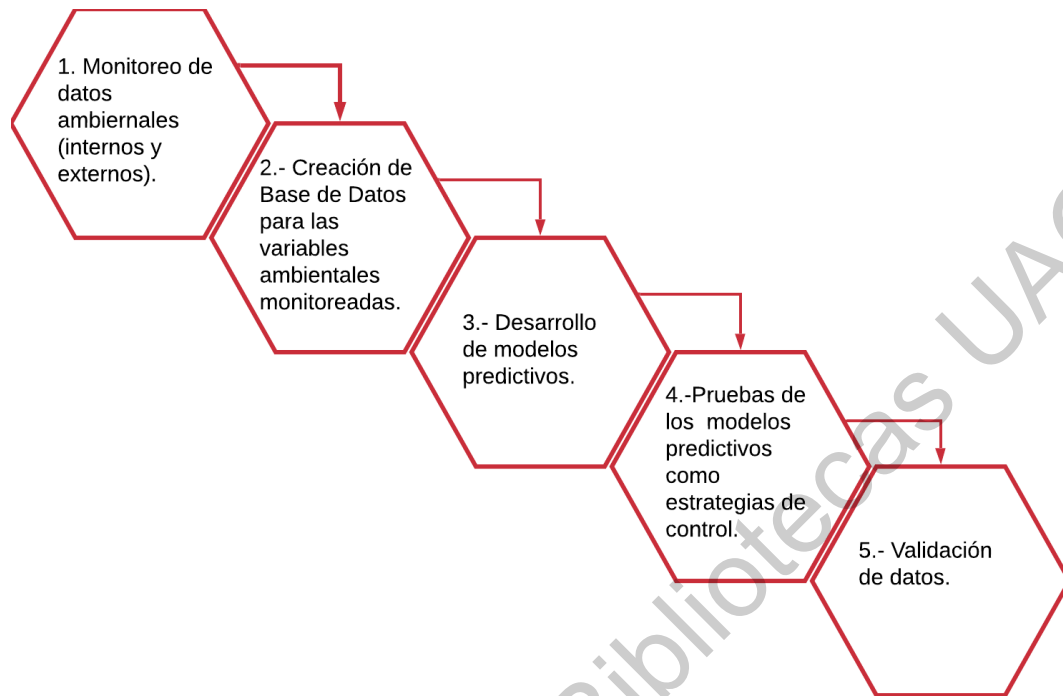 1. Monitoreo de
datos
ambiernales
(internos y
externos).
2.- Creación de
Base de Datos
para las
variables
ambientales
monitoreadas.
3.- Desarrollo
de modelos
predictivos.
4.-Pruebas de
los modelos
predictivos
como
estrategias de
control.
5.- Validación
de datos.
Bibliotecas